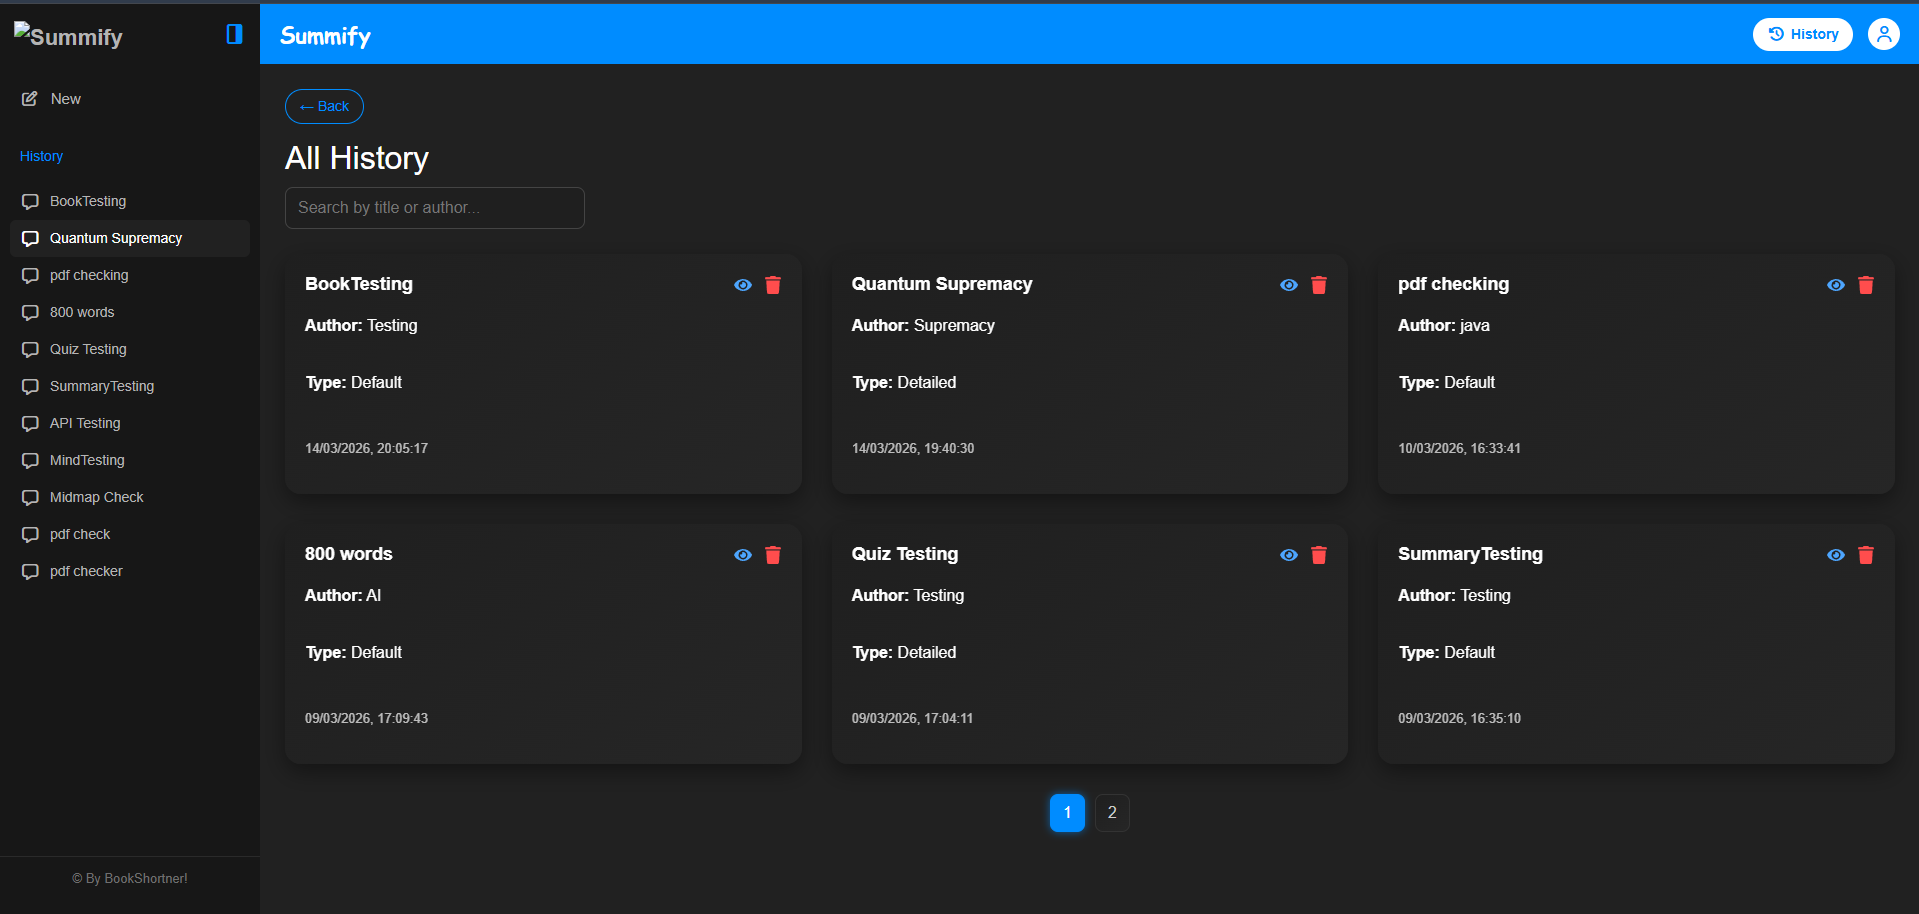 Summify
New
History
BookTesting
Quantum Supremacy
pdf checking
800 words
Quiz Testing
SummaryTesting
API Testing
MindTesting
Midmap Check
pdf check
pdf checker
© By BookShortner!
Summify
History
← Back
All History
Search by title or author...
BookTesting
Author: Testing
Type: Default
14/03/2026, 20:05:17
Quantum Supremacy
Author: Supremacy
Type: Detailed
14/03/2026, 19:40:30
pdf checking
Author: java
Type: Default
10/03/2026, 16:33:41
800 words
Author: AI
Type: Default
09/03/2026, 17:09:43
Quiz Testing
Author: Testing
Type: Detailed
09/03/2026, 17:04:11
SummaryTesting
Author: Testing
Type: Default
09/03/2026, 16:35:10
1
2